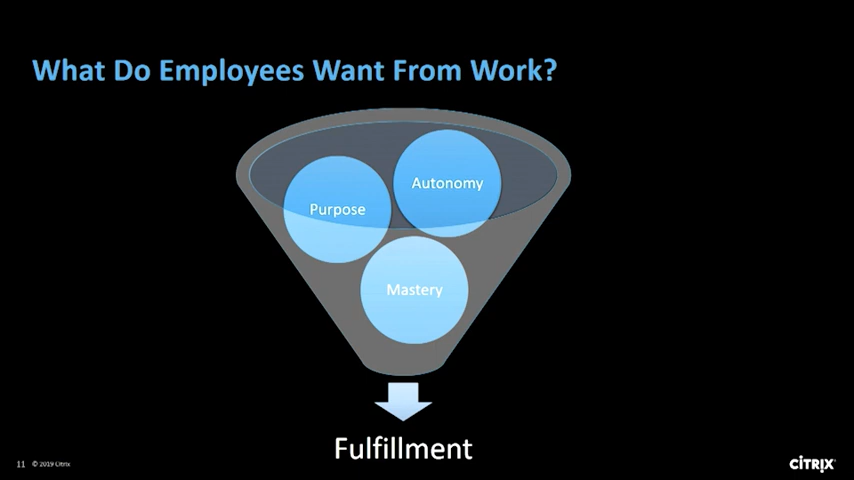 What Do Employees Want From Work?
Autonomy
Purpose
Mastery
Fulfillment
11 © 2019 Citrix
CITRIX